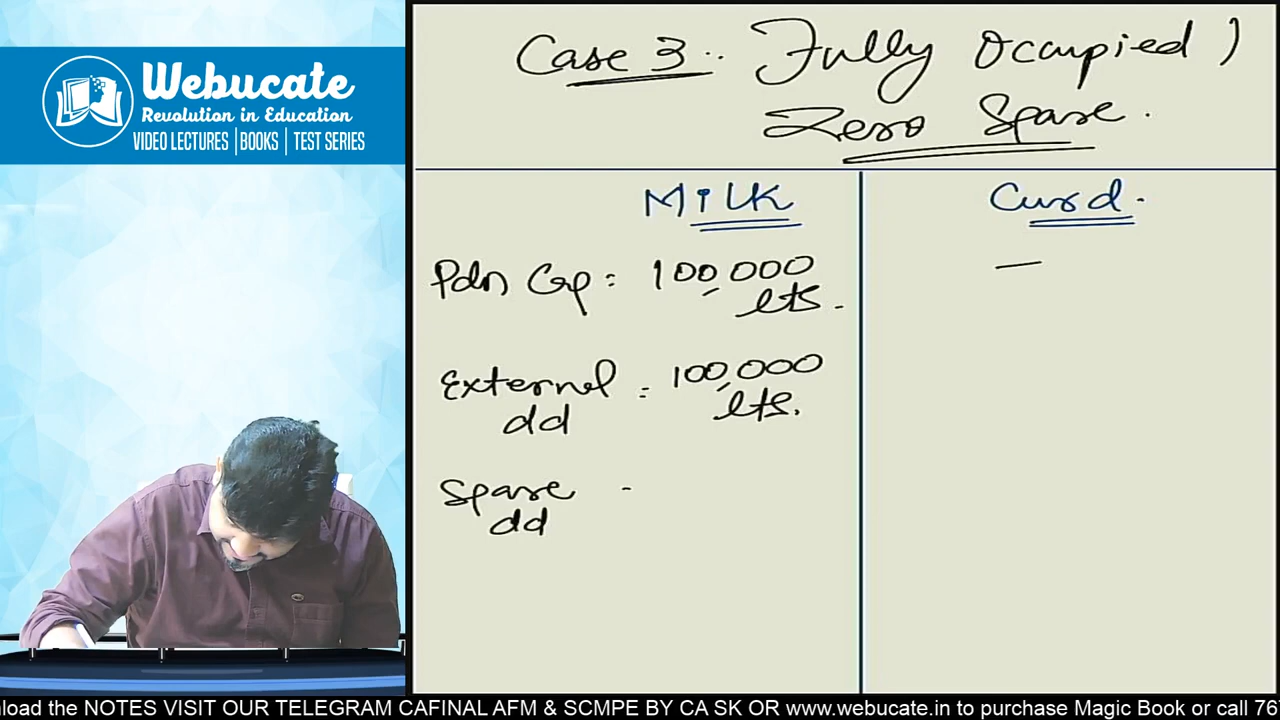 Webucate
Revolution in Education
VIDEO LECTURES | BOOKS | TEST SERIES
Case 3.. Fully Ocupied )
Zero Spare.
MiLK
Curd.
Pdn Cap : 100,000
lts.
—
External : 100,000
dd lts.
Spare -
dd
load the NOTES VISIT OUR TELEGRAM CAFINAL AFM & SCMPE BY CA SK OR www.webucate.in to purchase Magic Book or call 76